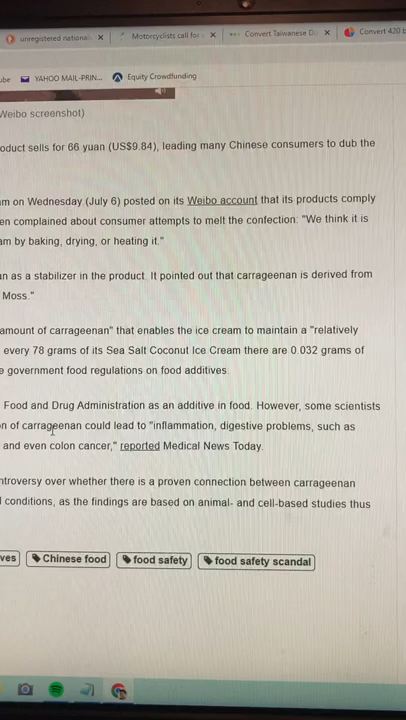 unregistered national
Motorcyclists call for
Convert Taiwanese D
Convert 420 b
ube
YAHOO MAIL-PRIN...
Equity Crowdfunding
Weibo screenshot)
oduct sells for 66 yuan (US$9.84), leading many Chinese consumers to dub the
am on Wednesday (July 6) posted on its Weibo account that its products comply
en complained about consumer attempts to melt the confection: "We think it is
am by baking, drying, or heating it."
an as a stabilizer in the product. It pointed out that carrageenan is derived from
Moss."
amount of carrageenan" that enables the ice cream to maintain a "relatively
every 78 grams of its Sea Salt Coconut Ice Cream there are 0.032 grams of
e government food regulations on food additives.
Food and Drug Administration as an additive in food. However, some scientists
on of carrageenan could lead to "inflammation, digestive problems, such as
and even colon cancer," reported Medical News Today.
ntroversy over whether there is a proven connection between carrageenan
l conditions, as the findings are based on animal- and cell-based studies thus
ves
Chinese food
food safety
food safety scandal